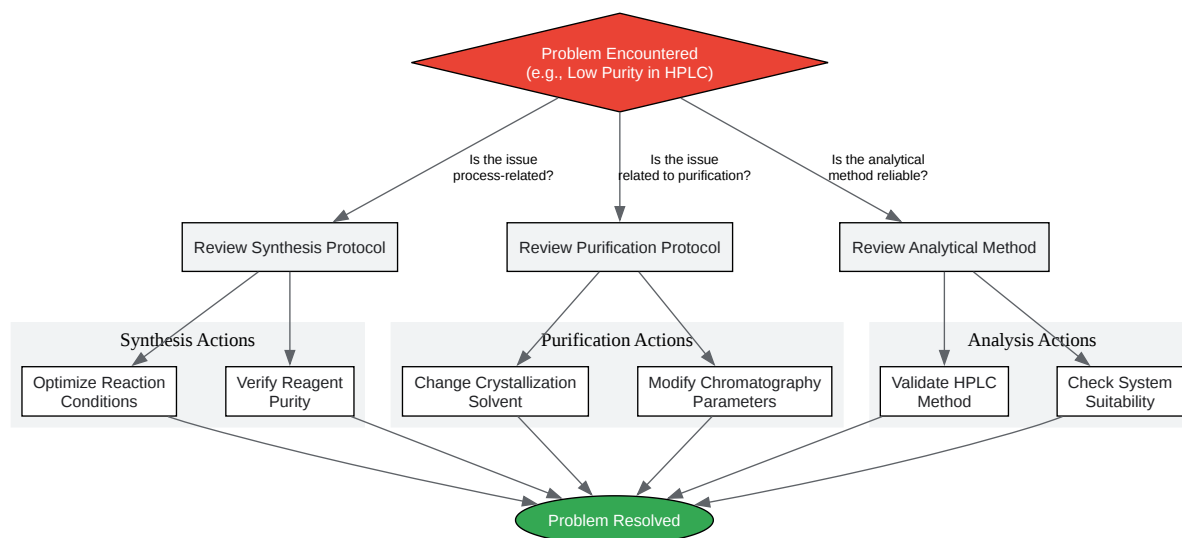 Problem Encountered
(e.g., Low Purity in HPLC)
Is the issue
process-related?
Is the issue
related to purification?
Is the analytical
method reliable?
Review Synthesis Protocol
Review Purification Protocol
Review Analytical Method
Synthesis Actions
Purification Actions
Analysis Actions
Optimize Reaction
Conditions
Verify Reagent
Purity
Change Crystallization
Solvent
Modify Chromatography
Parameters
Validate HPLC
Method
Check System
Suitability
Problem Resolved